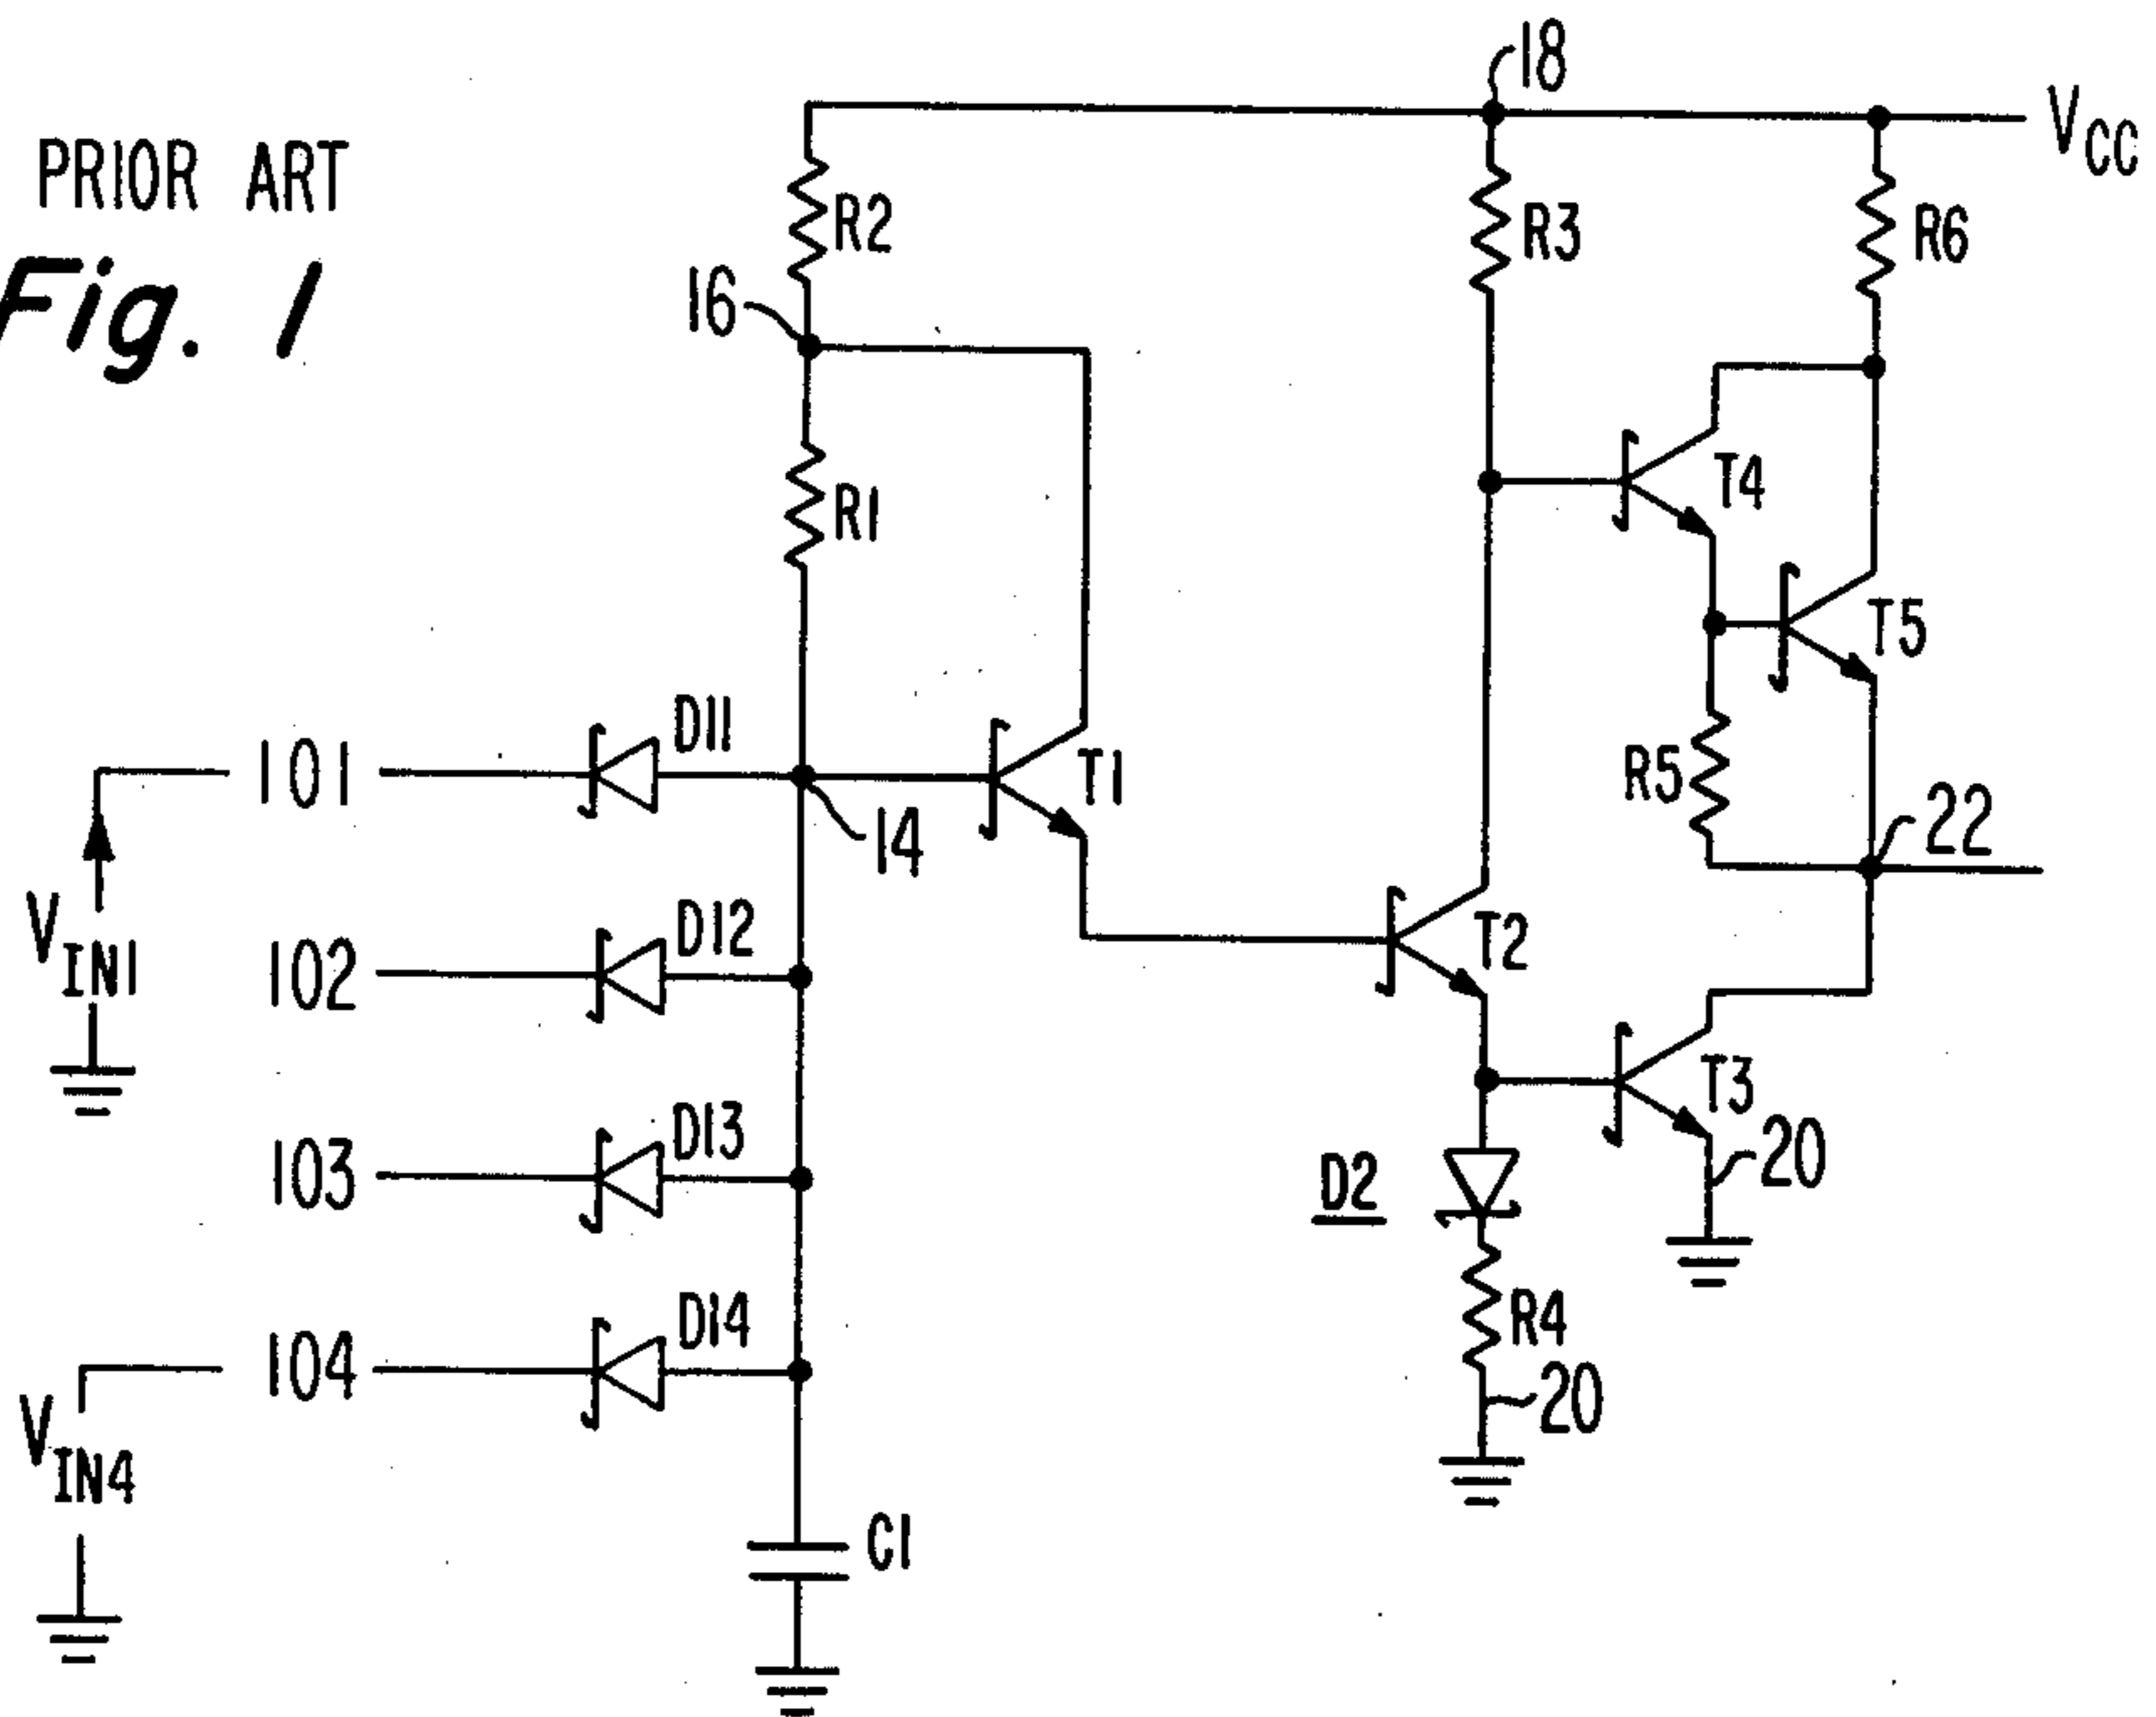 PRIOR ART
Fig. 1
18
VCC
R2
R3
R6
16
R1
T4
T5
D11
101
T1
14
R5
22
VIN1
D12
102
T2
D13
103
T3
20
D2
D14
104
R4
20
VIN4
C1